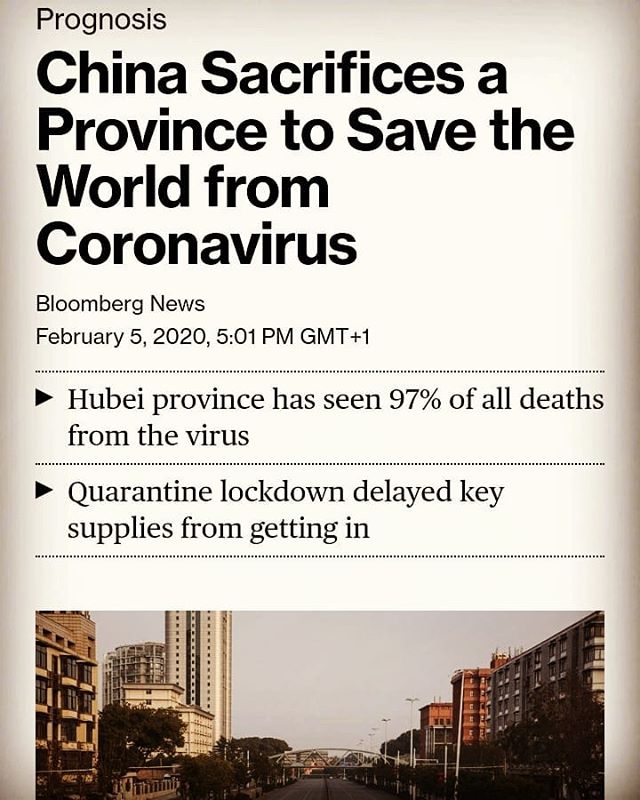 Prognosis
China Sacrifices a
Province to Save the
World from
Coronavirus
Bloomberg News
February 5, 2020, 5:01 PM GMT+1
▶ Hubei province has seen 97% of all deaths
from the virus
▶ Quarantine lockdown delayed key
supplies from getting in